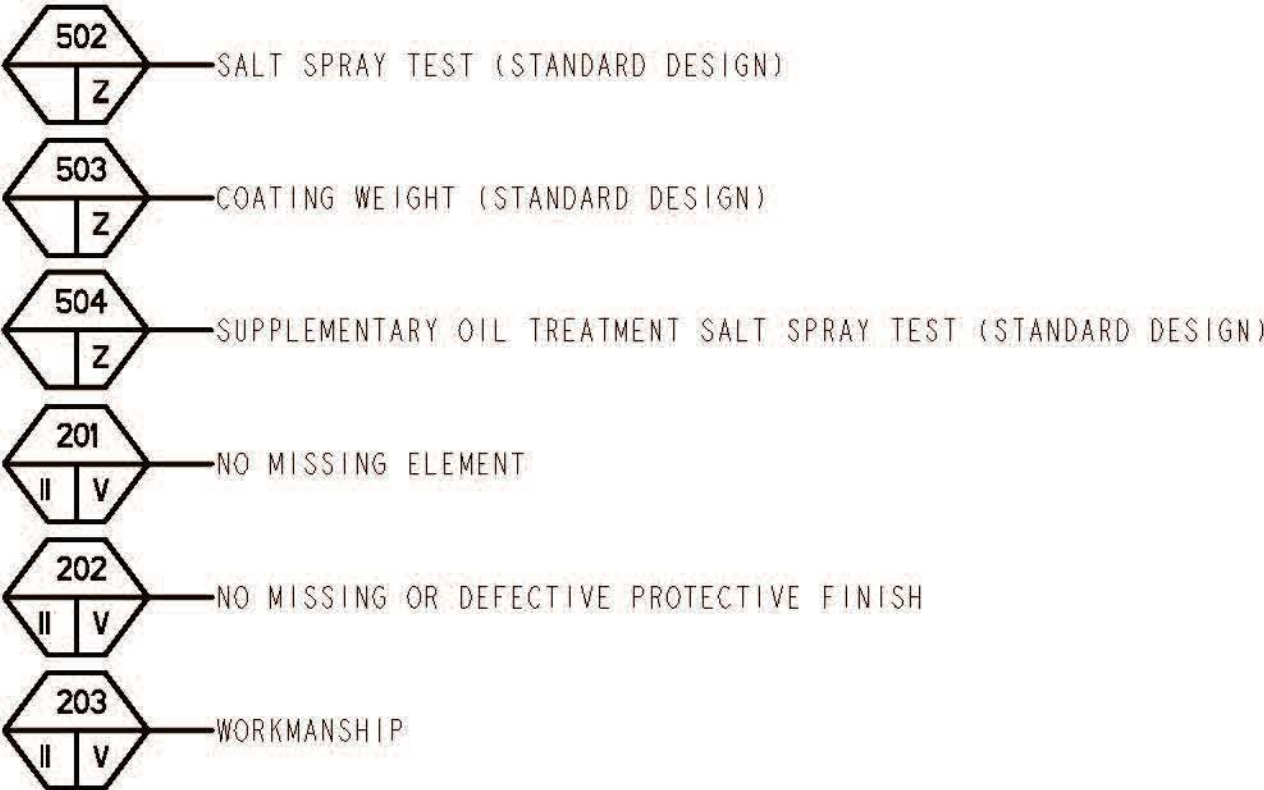 502
Z
SALT SPRAY TEST (STANDARD DESIGN)
503
Z
COATING WEIGHT (STANDARD DESIGN)
504
Z
SUPPLEMENTARY OIL TREATMENT SALT SPRAY TEST (STANDARD DESIGN)
201
II V
NO MISSING ELEMENT
202
II V
NO MISSING OR DEFECTIVE PROTECTIVE FINISH
203
II V
WORKMANSHIP